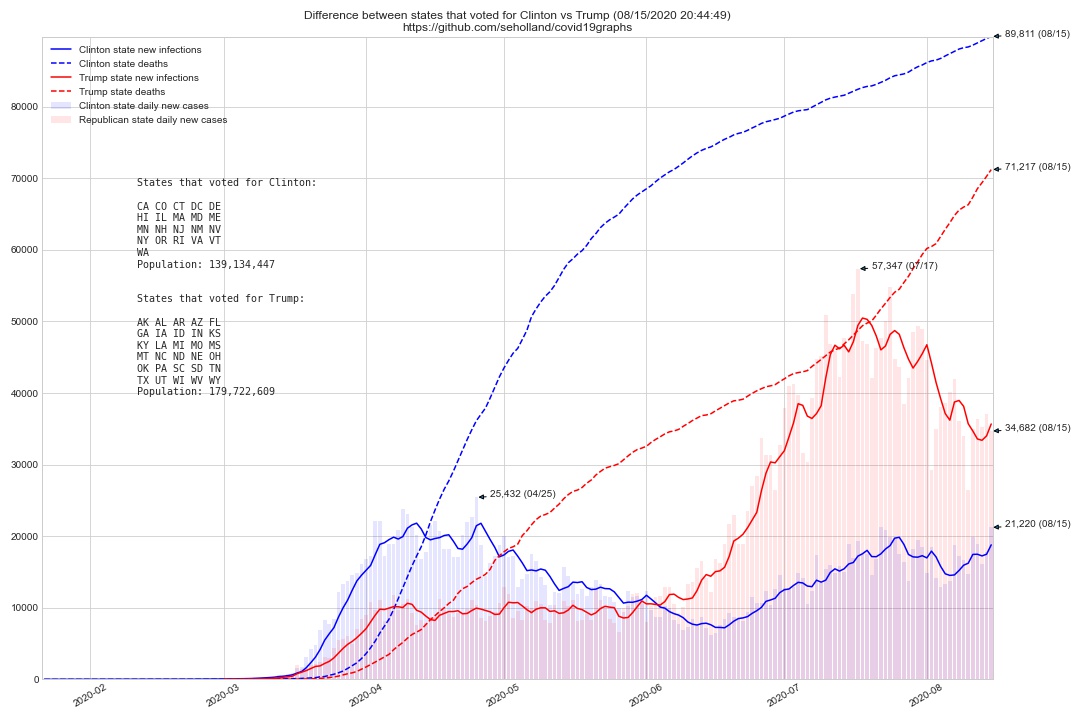 Difference between states that voted for Clinton vs Trump (08/15/2020 20:44:49)
https://github.com/seholland/covid19graphs
Clinton state new infections
Clinton state deaths
Trump state new infections
Trump state deaths
Clinton state daily new cases
Republican state daily new cases
States that voted for Clinton:
CA CO CT DC DE
HI IL MA MD ME
MN NH NJ NM NV
NY OR RI VA VT
WA
Population: 139,134,447
States that voted for Trump:
AK AL AR AZ FL
GA IA ID IN KS
KY LA MI MO MS
MT NC ND NE OH
OK PA SC SD TN
TX UT WI WV WY
Population: 179,722,609
89,811 (08/15)
71,217 (08/15)
57,347 (07/17)
34,682 (08/15)
25,432 (04/25)
21,220 (08/15)
80000
70000
60000
50000
40000
30000
20000
10000
0
2020-02
2020-03
2020-04
2020-05
2020-06
2020-07
2020-08